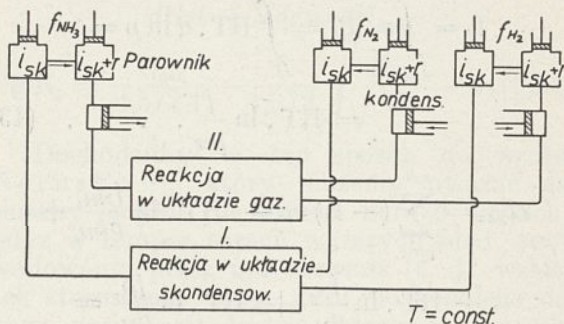 f_NH₃
f_N₂
f_H₂
i_sk
i_sk+r
Parownik
i_sk
i_sk+r
i_sk
i_sk+r
kondens.
II.
Reakcja
w układzie gaz.
I.
Reakcja w układzie
skondensow.
T = const.